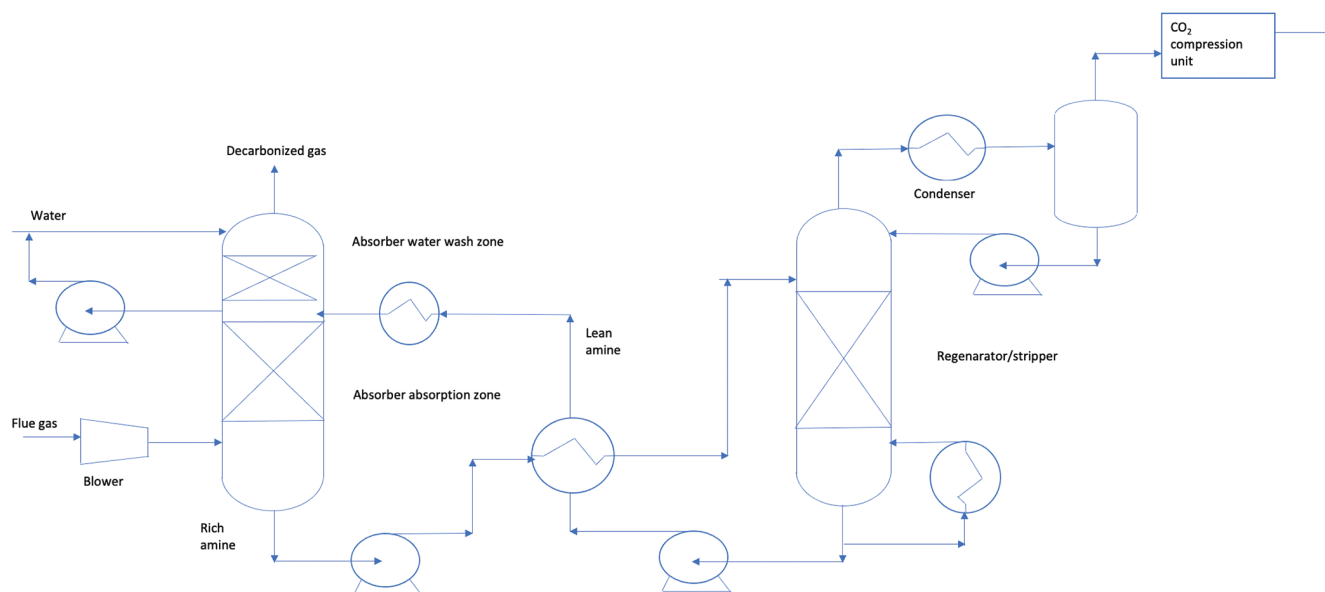 CO₂
compression
unit
Decarbonized gas
Condenser
Water
Absorber water wash zone
Lean
amine
Regenarator/stripper
Absorber absorption zone
Flue gas
Blower
Rich
amine